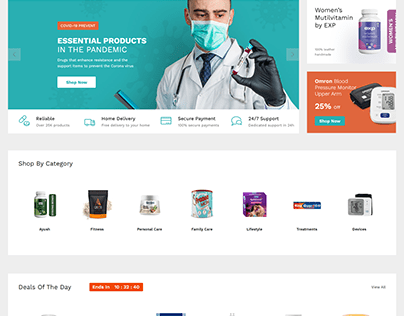 COVID-19 PREVENT
ESSENTIAL PRODUCTS
IN THE PANDEMIC
Drugs that enhance resistance and the
support items to prevent the Corona virus.
Shop Now
Women's
Mutilvitamin
by EXP
100% leather
handmade
Omron Blood
Pressure Monitor
Upper Arm
25% Off
Shop Now
Reliable
Over 20K products
Home Delivery
Free delivery to your home
Secure Payment
100% secure payments
24/7 Support
Dedicated support in 24H
Shop By Category
Ayush
Fitness
Personal Care
Family Care
Lifestyle
Treatments
Devices
Deals Of The Day
Ends in 10 : 32 : 40
View All